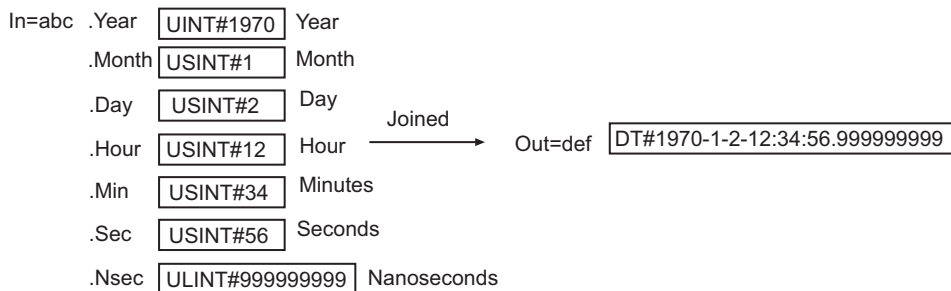 In=abc .Year UINT#1970 Year
.Month USINT#1 Month
.Day USINT#2 Day
Joined
.Hour USINT#12 Hour Out=def DT#1970-1-2-12:34:56.999999999
.Min USINT#34 Minutes
.Sec USINT#56 Seconds
.Nsec ULINT#999999999 Nanoseconds